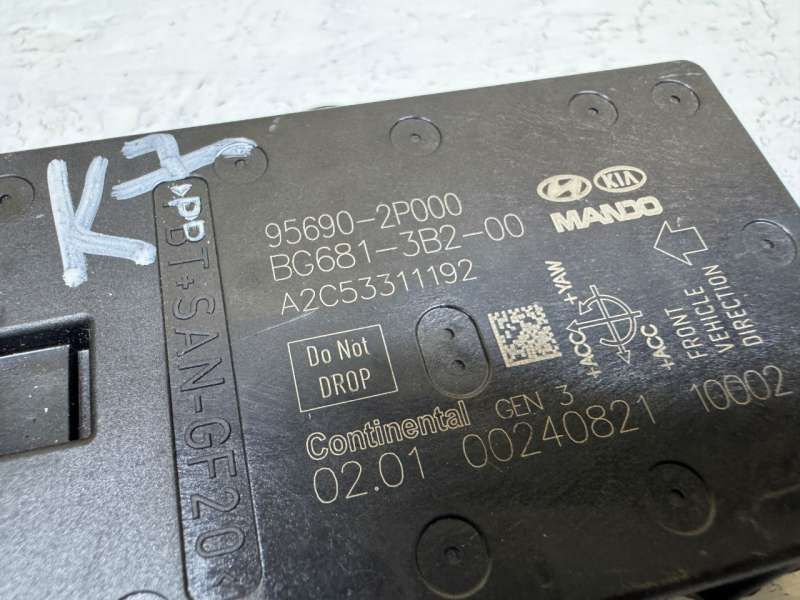 K7
>PBT+SAN-GF20<
95690-2P000
BG681-3B2-00
A2C53311192
KIA
MANDO
Do Not
DROP
+YAW
+ACC
+ACC
FRONT
VEHICLE
DIRECTION
Continental GEN 3
02.01 00240821 10002